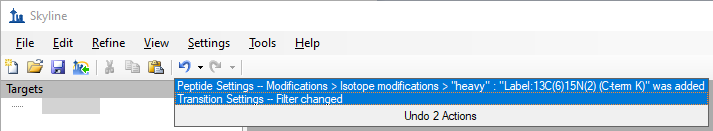 Skyline
File Edit Refine View Settings Tools Help
Targets
Peptide Settings -- Modifications > Isotope modifications > "heavy" : "Label:13C(6)15N(2) (C-term K)" was added
Transition Settings -- Filter changed
Undo 2 Actions